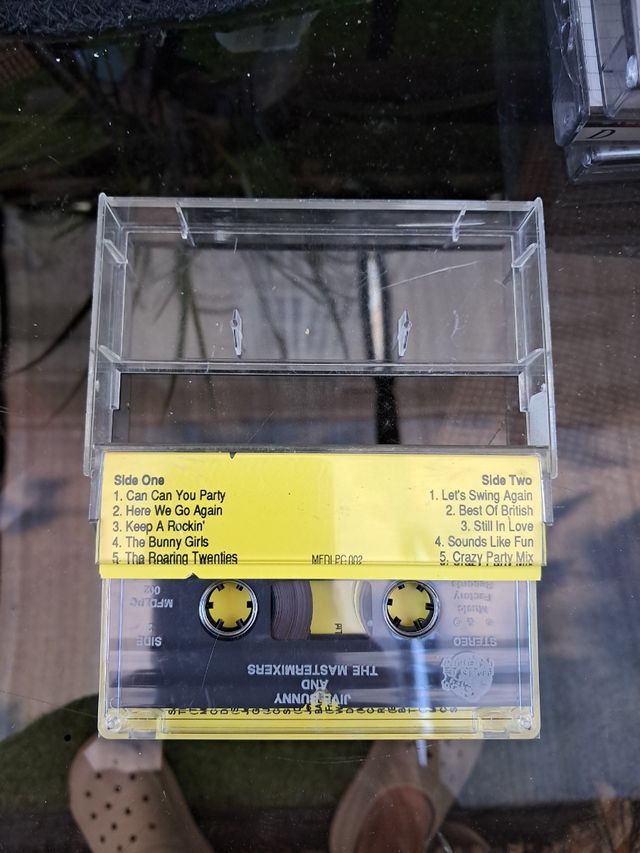 D
Side One
1. Can Can You Party
2. Here We Go Again
3. Keep A Rockin'
4. The Bunny Girls
5. The Roaring Twenties
Side Two
1. Let's Swing Again
2. Best Of British
3. Still In Love
4. Sounds Like Fun
5. Crazy Party Mix
MFDLPC 002
JIVE BUNNY
AND
THE MASTERMIXERS
STEREO
SIDE
2
Music
Factory
Records
MFDLPC
002